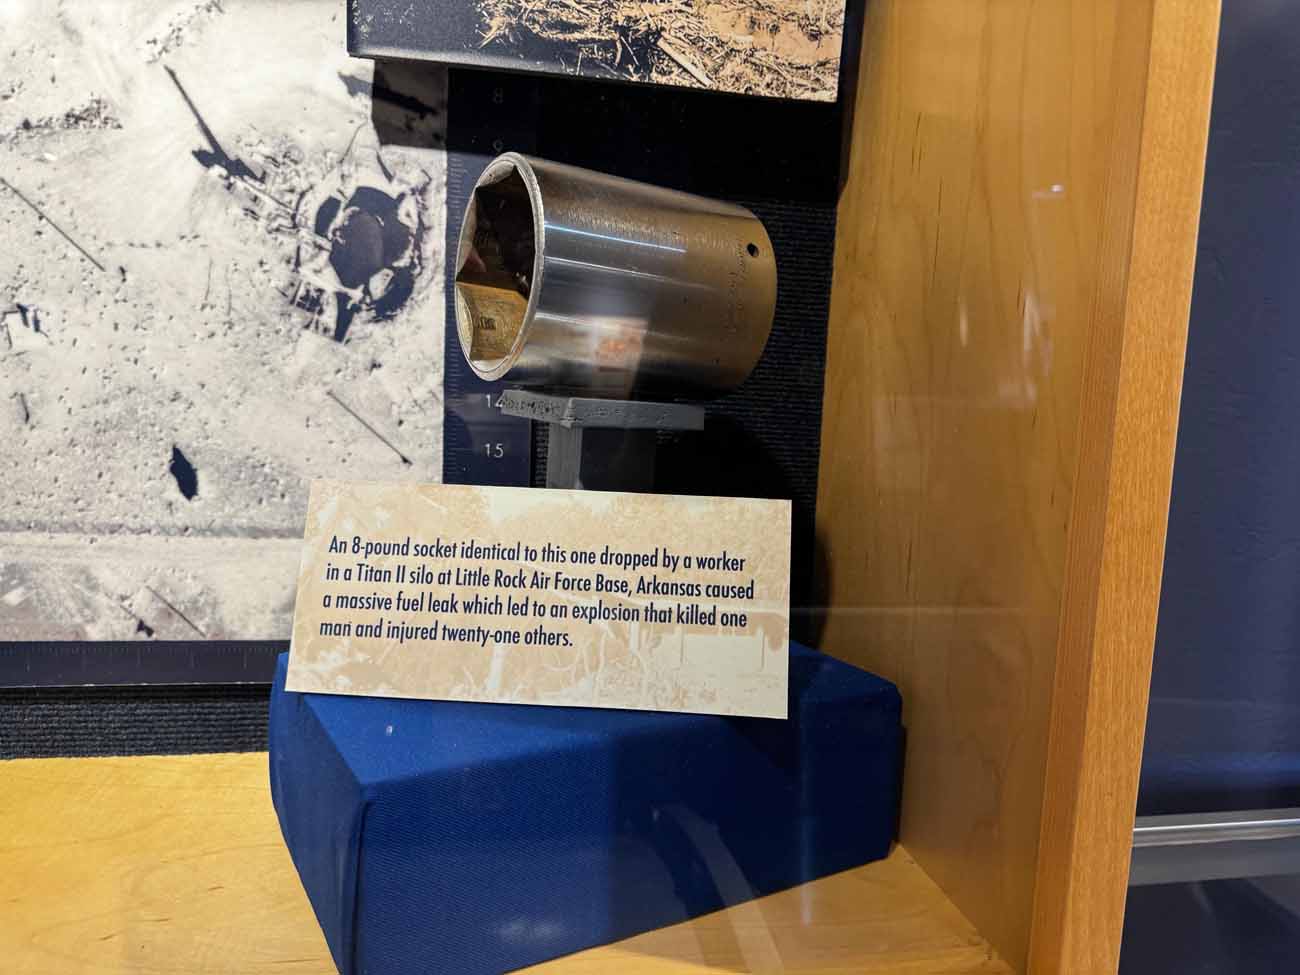 8
9
14
15
An 8-pound socket identical to this one dropped by a worker
in a Titan II silo at Little Rock Air Force Base, Arkansas caused
a massive fuel leak which led to an explosion that killed one
man and injured twenty-one others.